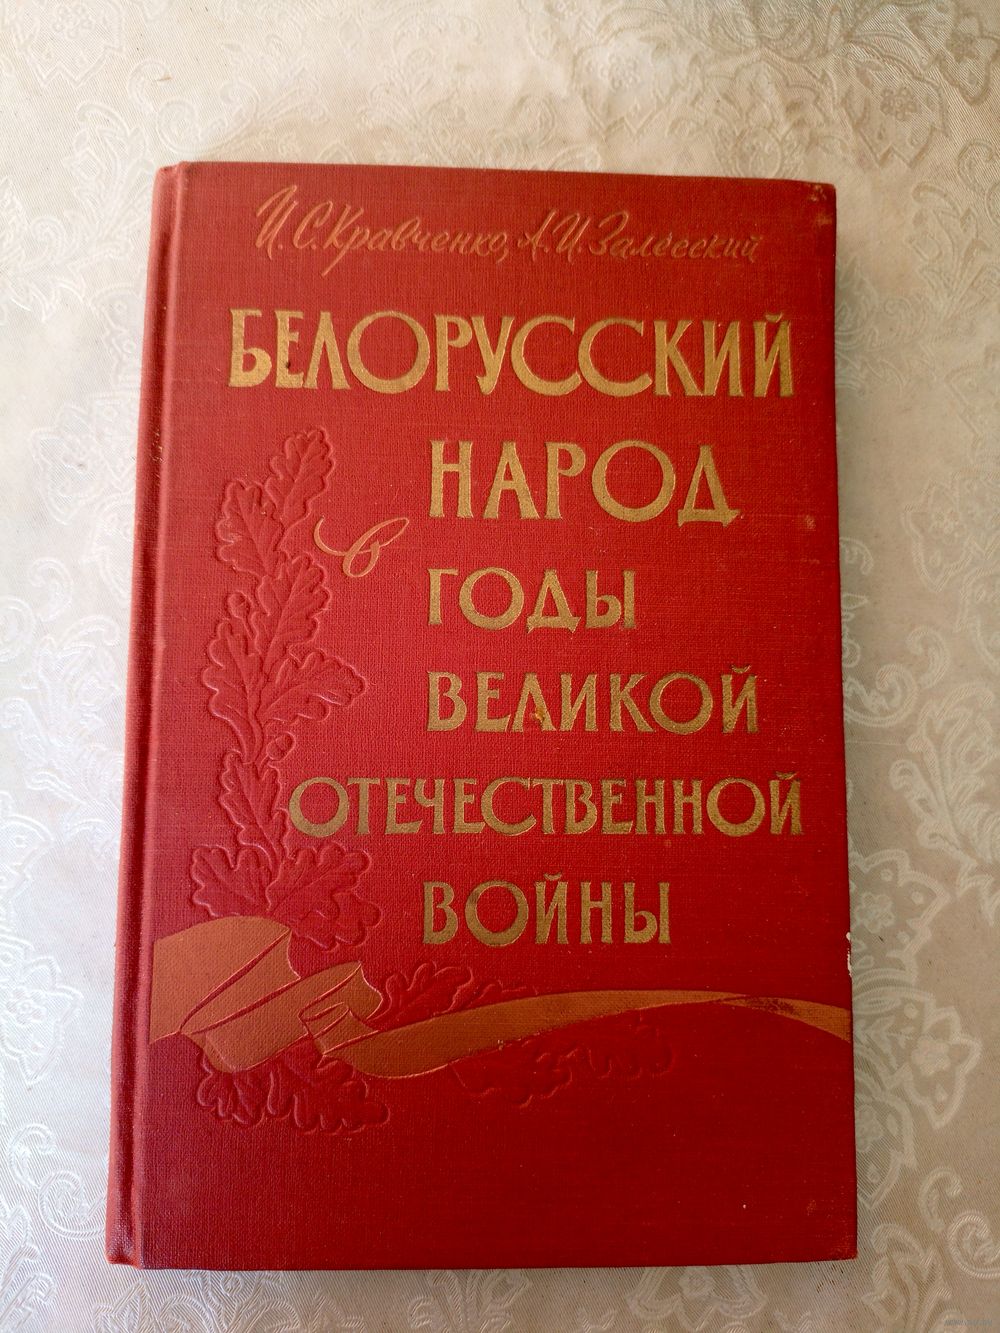 И. С. Кравченко, А. И. Залесский
БЕЛОРУССКИЙ
НАРОД
в
ГОДЫ
ВЕЛИКОЙ
ОТЕЧЕСТВЕННОЙ
ВОЙНЫ